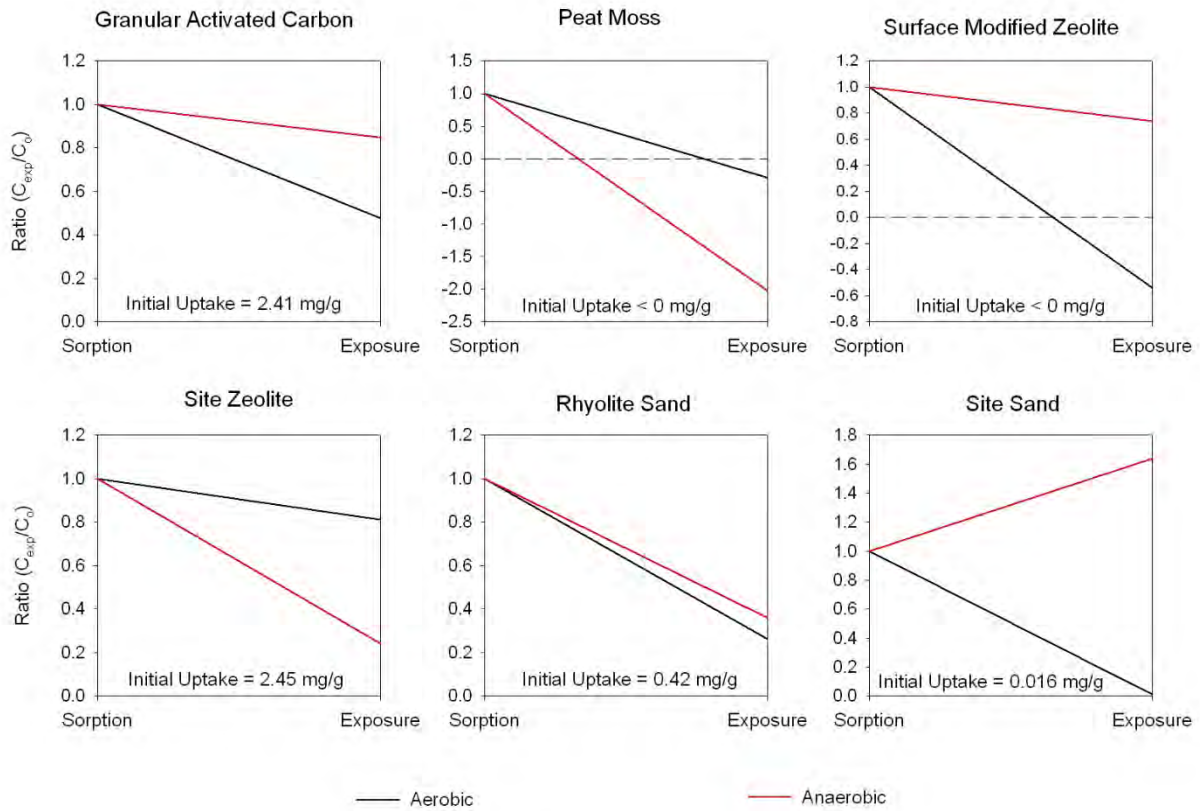 Granular Activated Carbon
Peat Moss
Surface Modified Zeolite
Ratio (Cexp/Co)
1.2
1.0
0.8
0.6
0.4
0.2
0.0
Initial Uptake = 2.41 mg/g
Sorption Exposure
1.5
1.0
0.5
0.0
-0.5
-1.0
-1.5
-2.0
-2.5
Initial Uptake < 0 mg/g
Sorption Exposure
1.2
1.0
0.8
0.6
0.4
0.2
0.0
-0.2
-0.4
-0.6
-0.8
Initial Uptake < 0 mg/g
Sorption Exposure
Site Zeolite
Rhyolite Sand
Site Sand
Ratio (Cexp/Co)
1.2
1.0
0.8
0.6
0.4
0.2
0.0
Initial Uptake = 2.45 mg/g
Sorption Exposure
1.2
1.0
0.8
0.6
0.4
0.2
0.0
Initial Uptake = 0.42 mg/g
Sorption Exposure
1.8
1.6
1.4
1.2
1.0
0.8
0.6
0.4
0.2
0.0
Initial Uptake = 0.016 mg/g
Sorption Exposure
Aerobic
Anaerobic